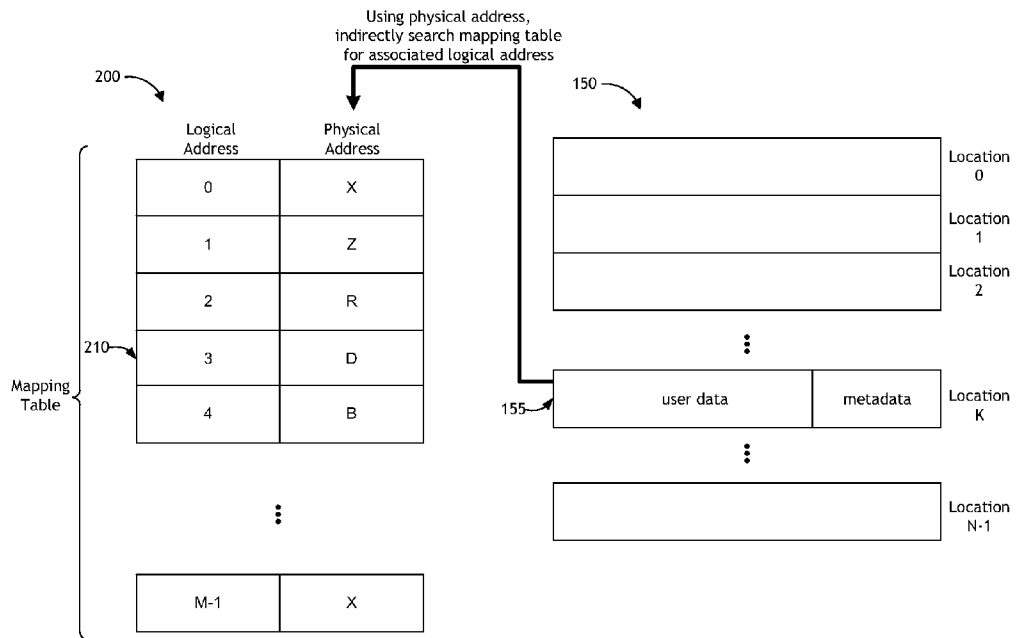 Using physical address,
indirectly search mapping table
for associated logical address
200
150
Logical
Address
Physical
Address
0
X
1
Z
2
R
210
3
D
4
B
M-1
X
Mapping
Table
Location
0
Location
1
Location
2
155
user data
metadata
Location
K
Location
N-1